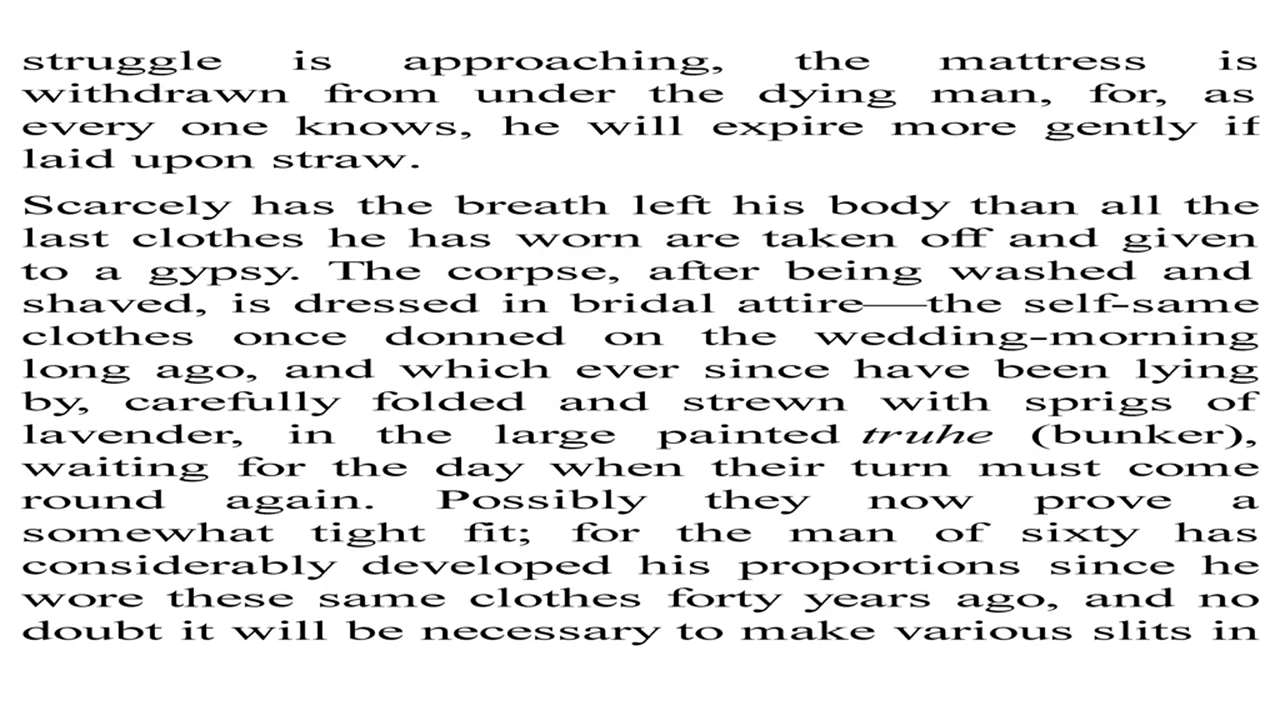 struggle is approaching, the mattress is
withdrawn from under the dying man, for, as
every one knows, he will expire more gently if
laid upon straw.
Scarcely has the breath left his body than all the
last clothes he has worn are taken off and given
to a gypsy. The corpse, after being washed and
shaved, is dressed in bridal attire—the self-same
clothes once donned on the wedding-morning
long ago, and which ever since have been lying
by, carefully folded and strewn with sprigs of
lavender, in the large painted truhe (bunker),
waiting for the day when their turn must come
round again. Possibly they now prove a
somewhat tight fit; for the man of sixty has
considerably developed his proportions since he
wore these same clothes forty years ago, and no
doubt it will be necessary to make various slits in